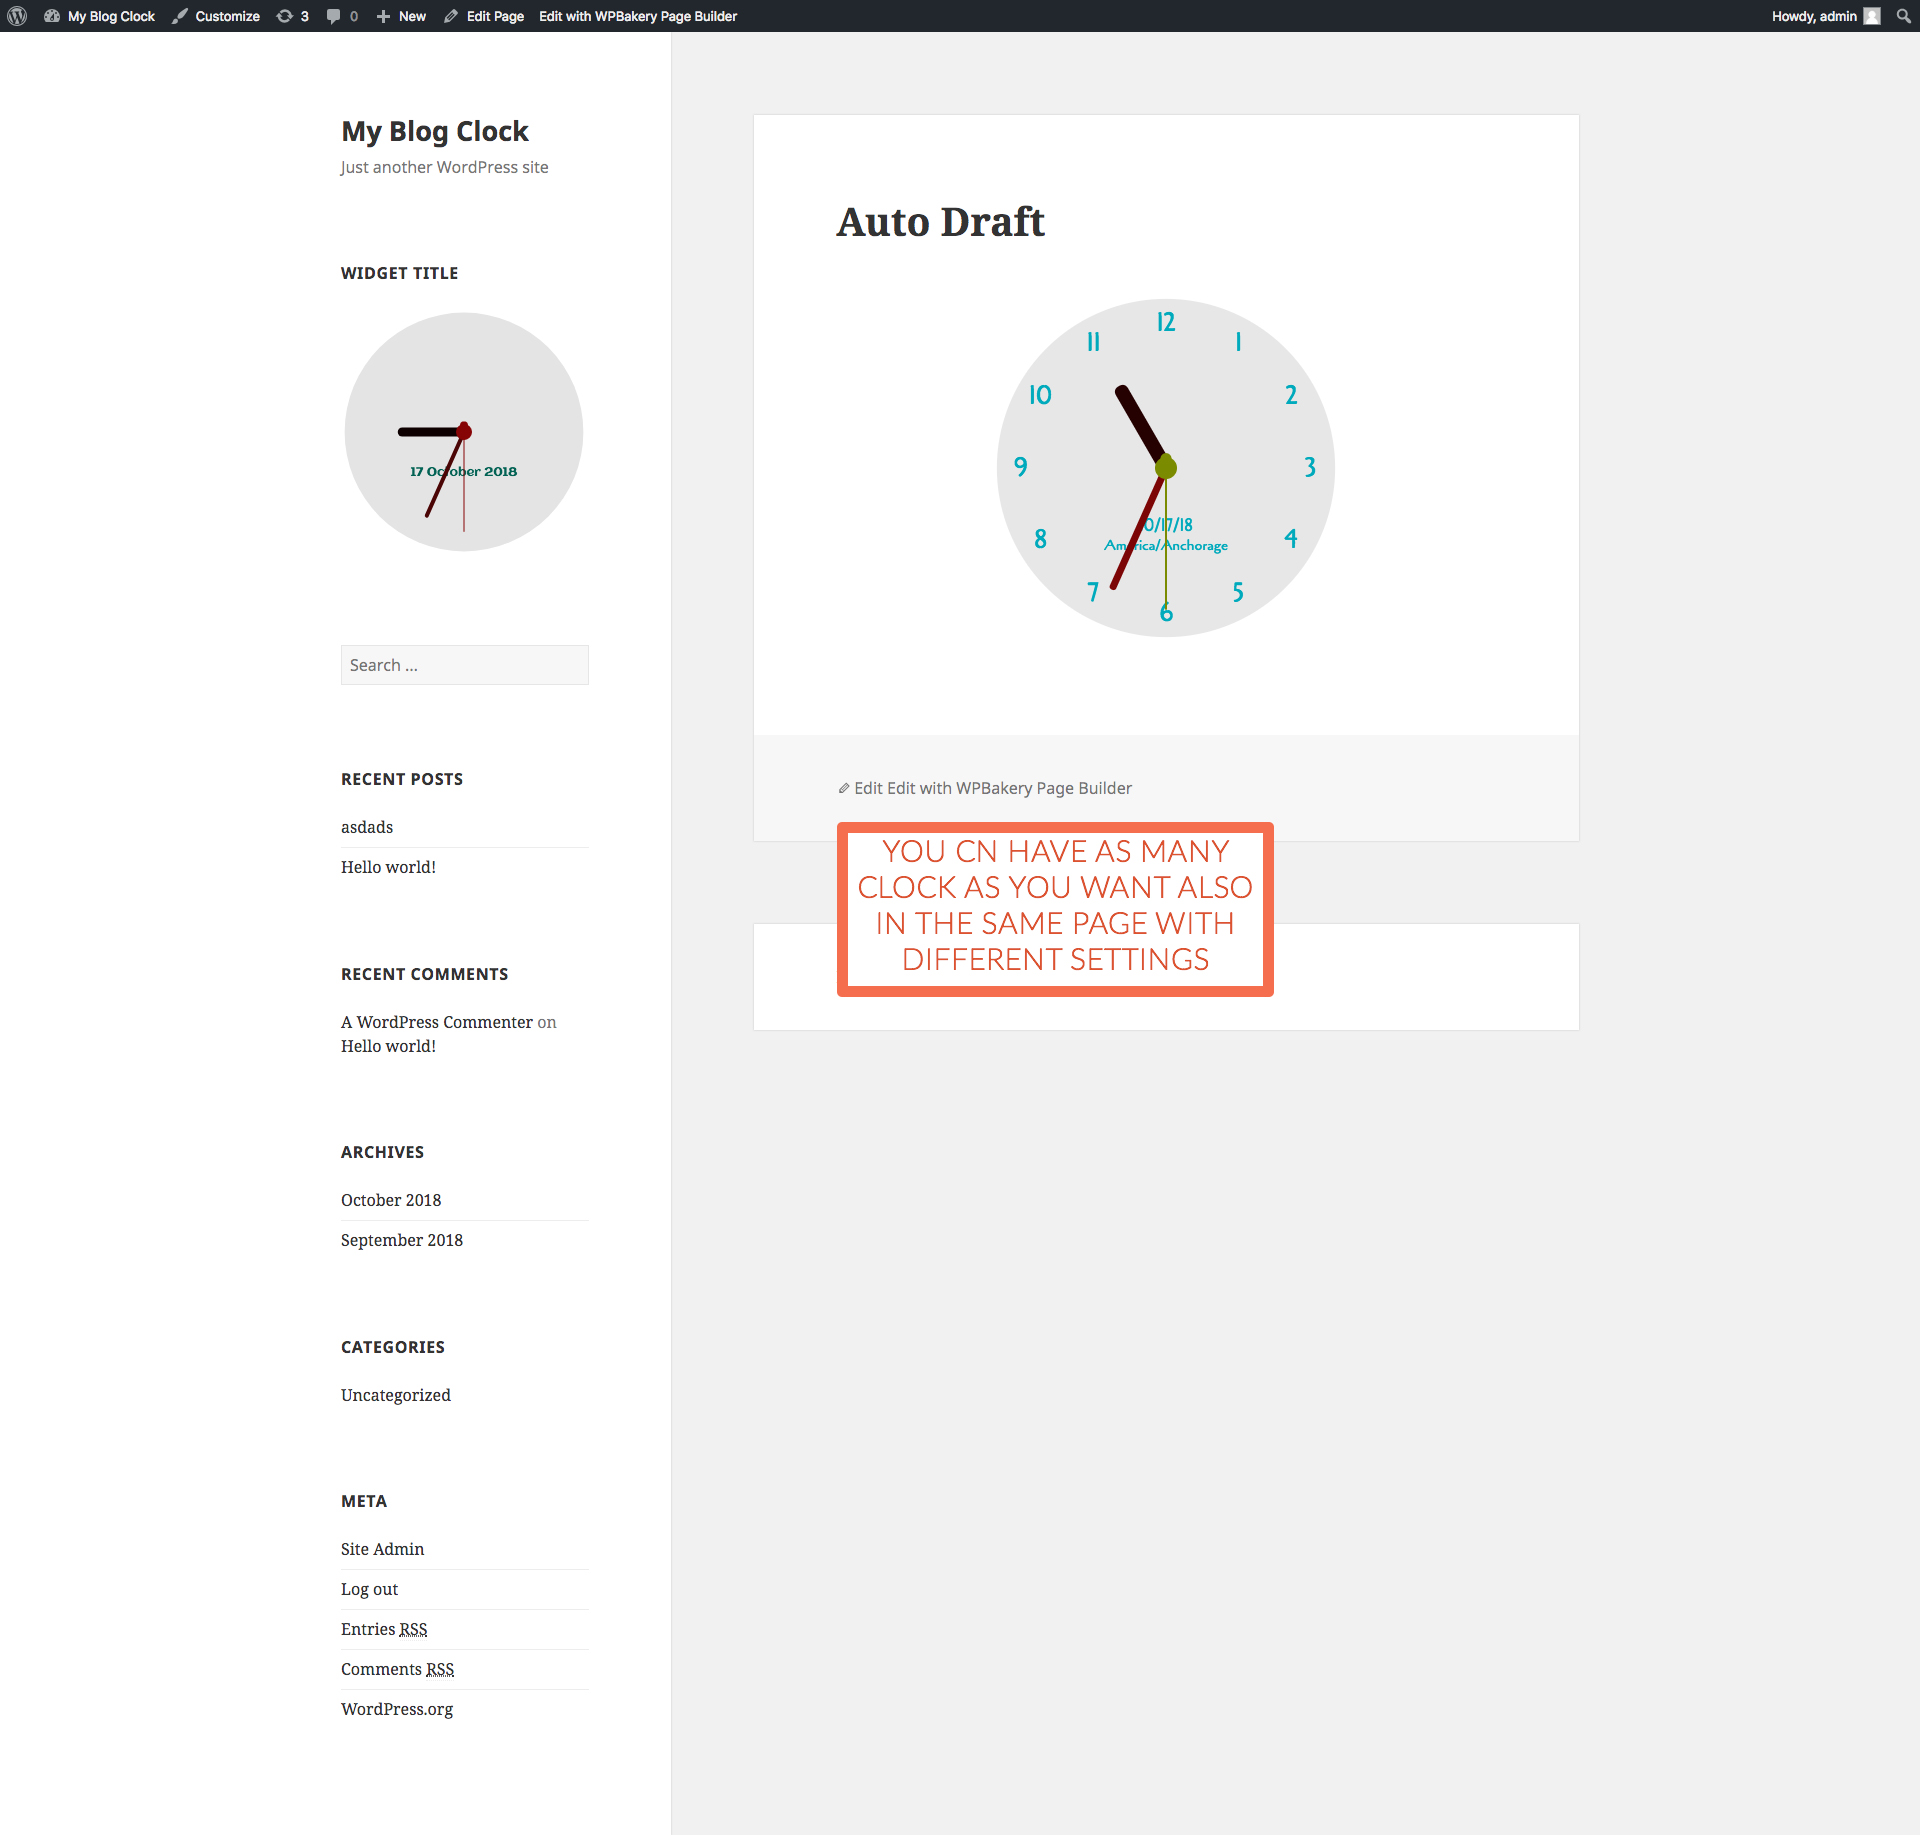 My Blog Clock Customize 3 0 New Edit Page Edit with WPBakery Page Builder Howdy, admin
My Blog Clock
Just another WordPress site
WIDGET TITLE
17 October 2018
Search ...
RECENT POSTS
asdads
Hello world!
RECENT COMMENTS
A WordPress Commenter on
Hello world!
ARCHIVES
October 2018
September 2018
CATEGORIES
Uncategorized
META
Site Admin
Log out
Entries RSS
Comments RSS
WordPress.org
Auto Draft
12
11 1
10 2
9 3
8 4
7 5
6
0/17/18
America/Anchorage
Edit Edit with WPBakery Page Builder
YOU CN HAVE AS MANY
CLOCK AS YOU WANT ALSO
IN THE SAME PAGE WITH
DIFFERENT SETTINGS